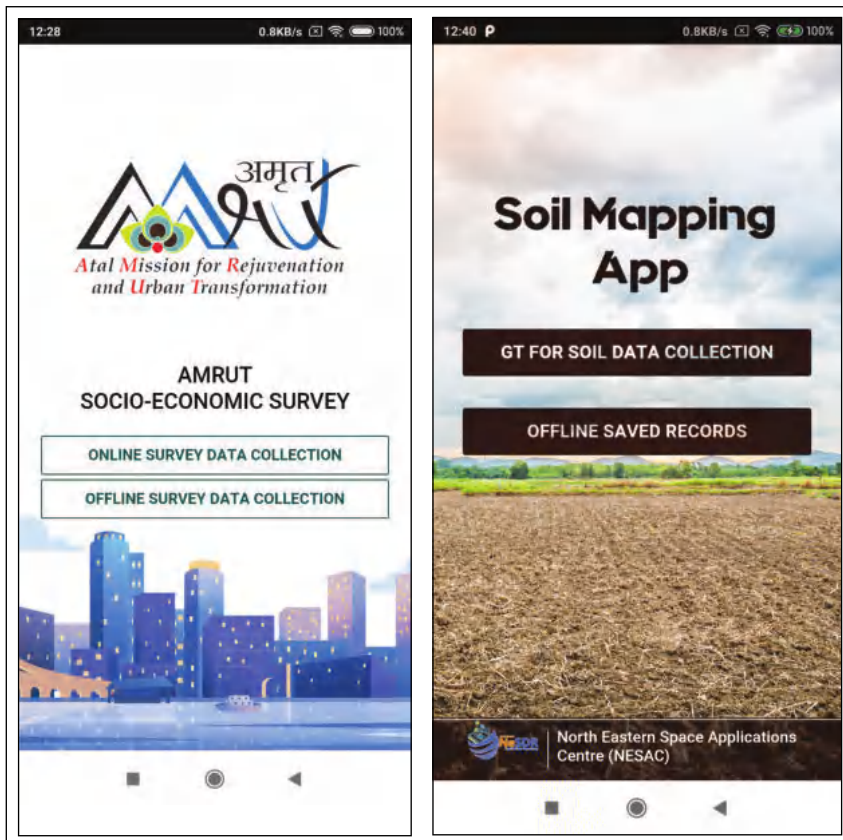 12:28 0.8KB/s 100%
अमृत
Atal Mission for Rejuvenation
and Urban Transformation
AMRUT
SOCIO-ECONOMIC SURVEY
ONLINE SURVEY DATA COLLECTION
OFFLINE SURVEY DATA COLLECTION
12:40 P 0.8KB/s 100%
Soil Mapping
App
GT FOR SOIL DATA COLLECTION
OFFLINE SAVED RECORDS
NeSDR
North Eastern Space Applications
Centre (NESAC)